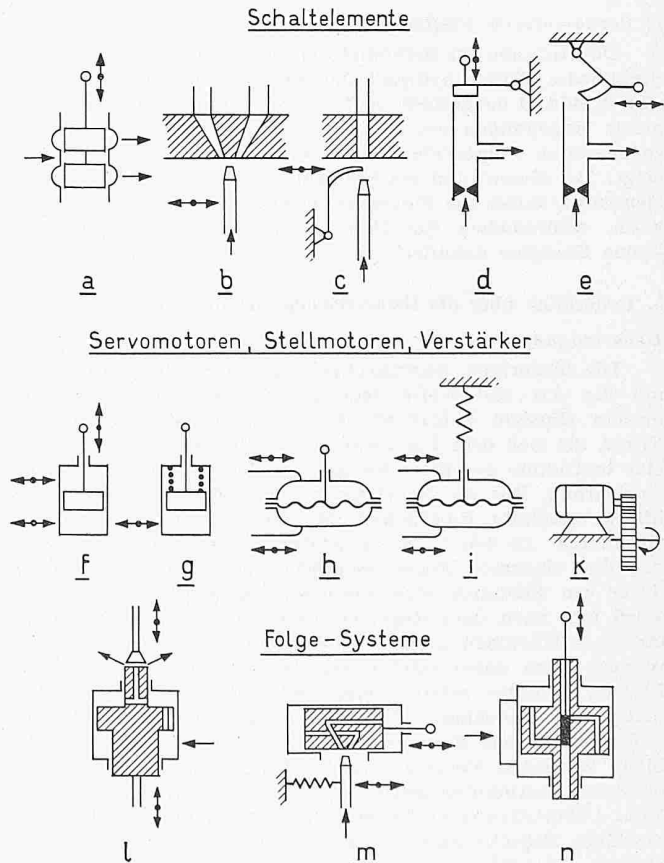 Schaltelemente
a b c d e
Servomotoren, Stellmotoren, Verstärker
f g h i k
Folge-Systeme
l m n